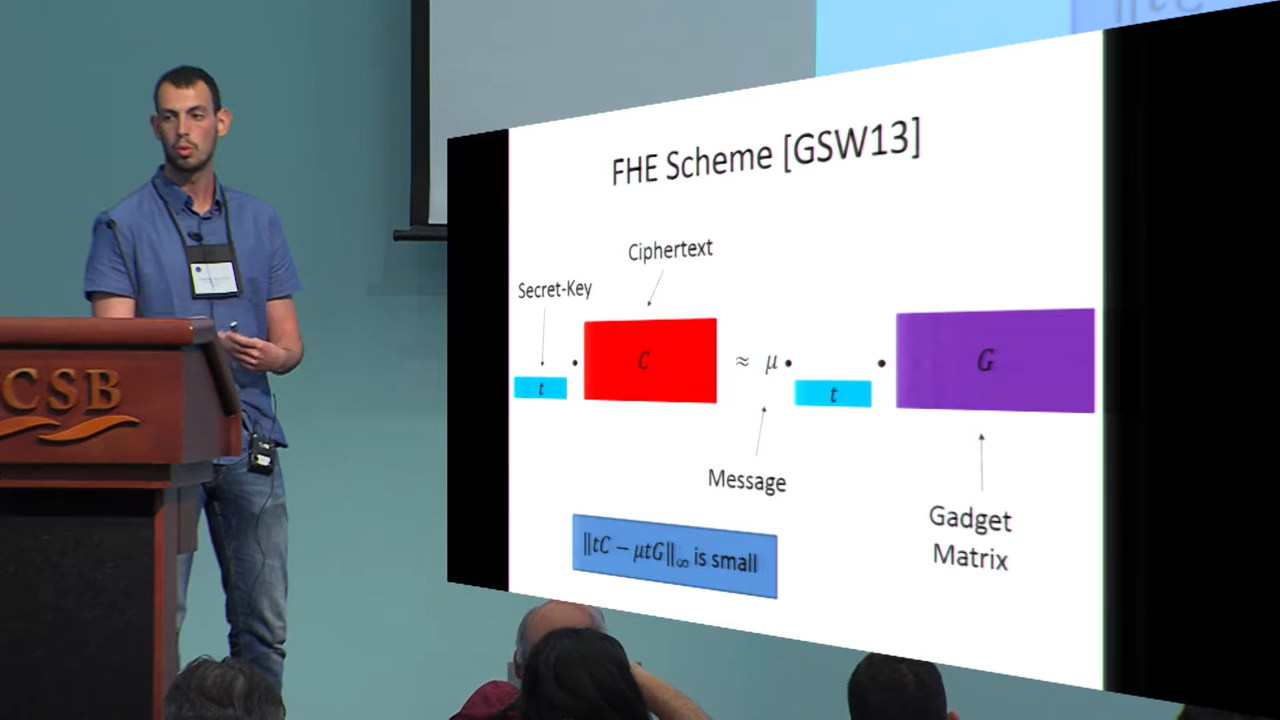 FHE Scheme [GSW13]
Ciphertext
Secret-Key
t · C ≈ μ · t · G
Message
Gadget
Matrix
‖tC − μtG‖∞ is small
CSB